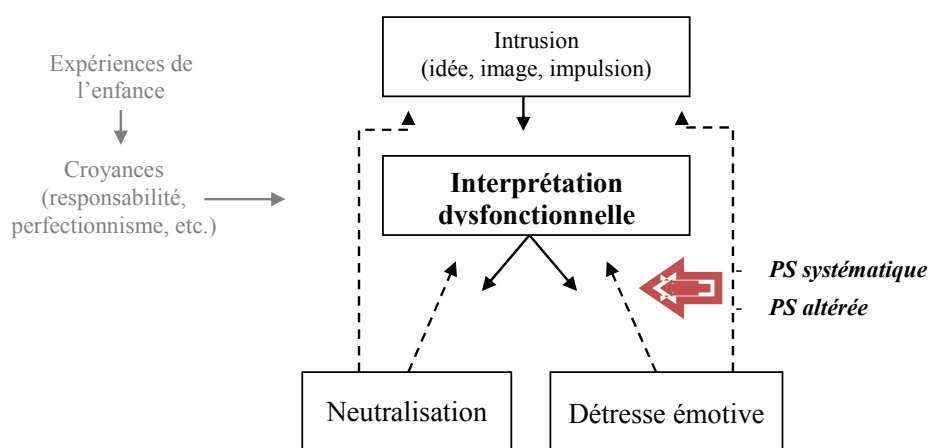 Intrusion
(idée, image, impulsion)
Expériences de
l'enfance
Croyances
(responsabilité,
perfectionnisme, etc.)
Interprétation
dysfonctionnelle
- PS systématique
- PS altérée
Neutralisation
Détresse émotive